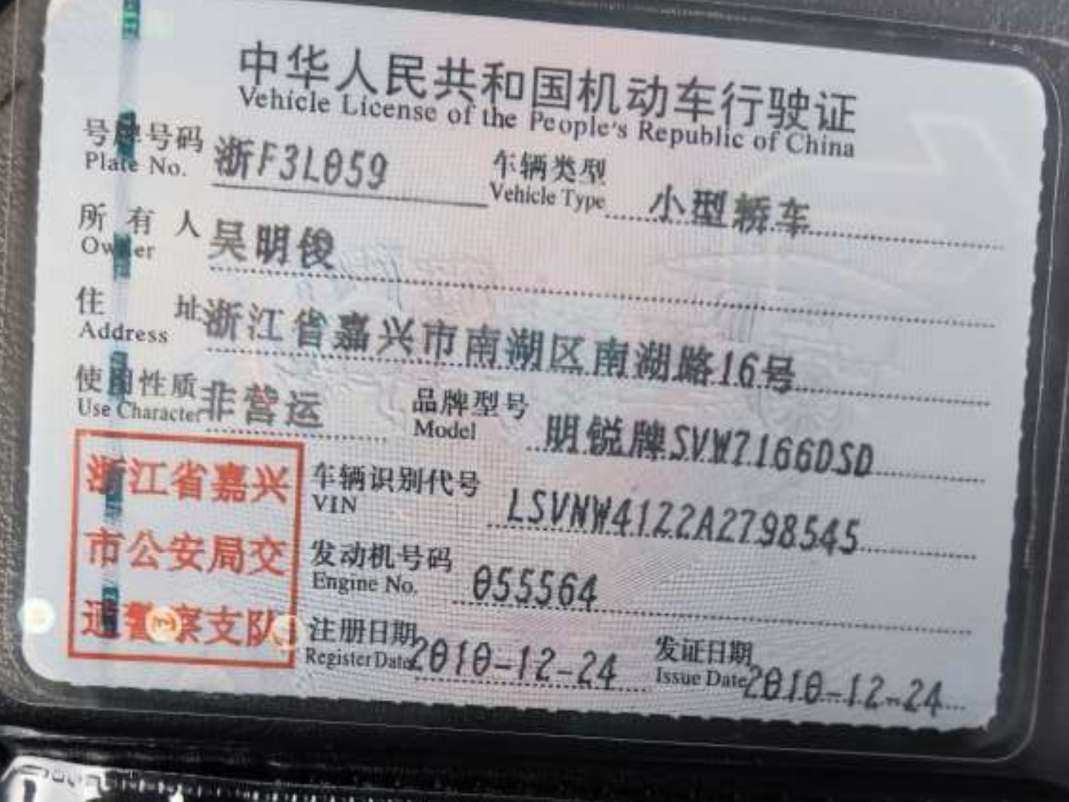 中华人民共和国机动车行驶证
Vehicle License of the People's Republic of China
号牌号码 浙F3L059 车辆类型 小型轿车
Plate No. Vehicle Type
所有人 吴明俊
Owner
住址 浙江省嘉兴市南湖区南湖路16号
Address
使用性质 非营运 品牌型号 明锐牌SVW7166DSD
Use Character Model
浙江省嘉兴
市公安局交
通警察支队
车辆识别代号 LSVNW4122A2798545
VIN
发动机号码 055564
Engine No.
注册日期 2010-12-24 发证日期 2010-12-24
Register Date Issue Date